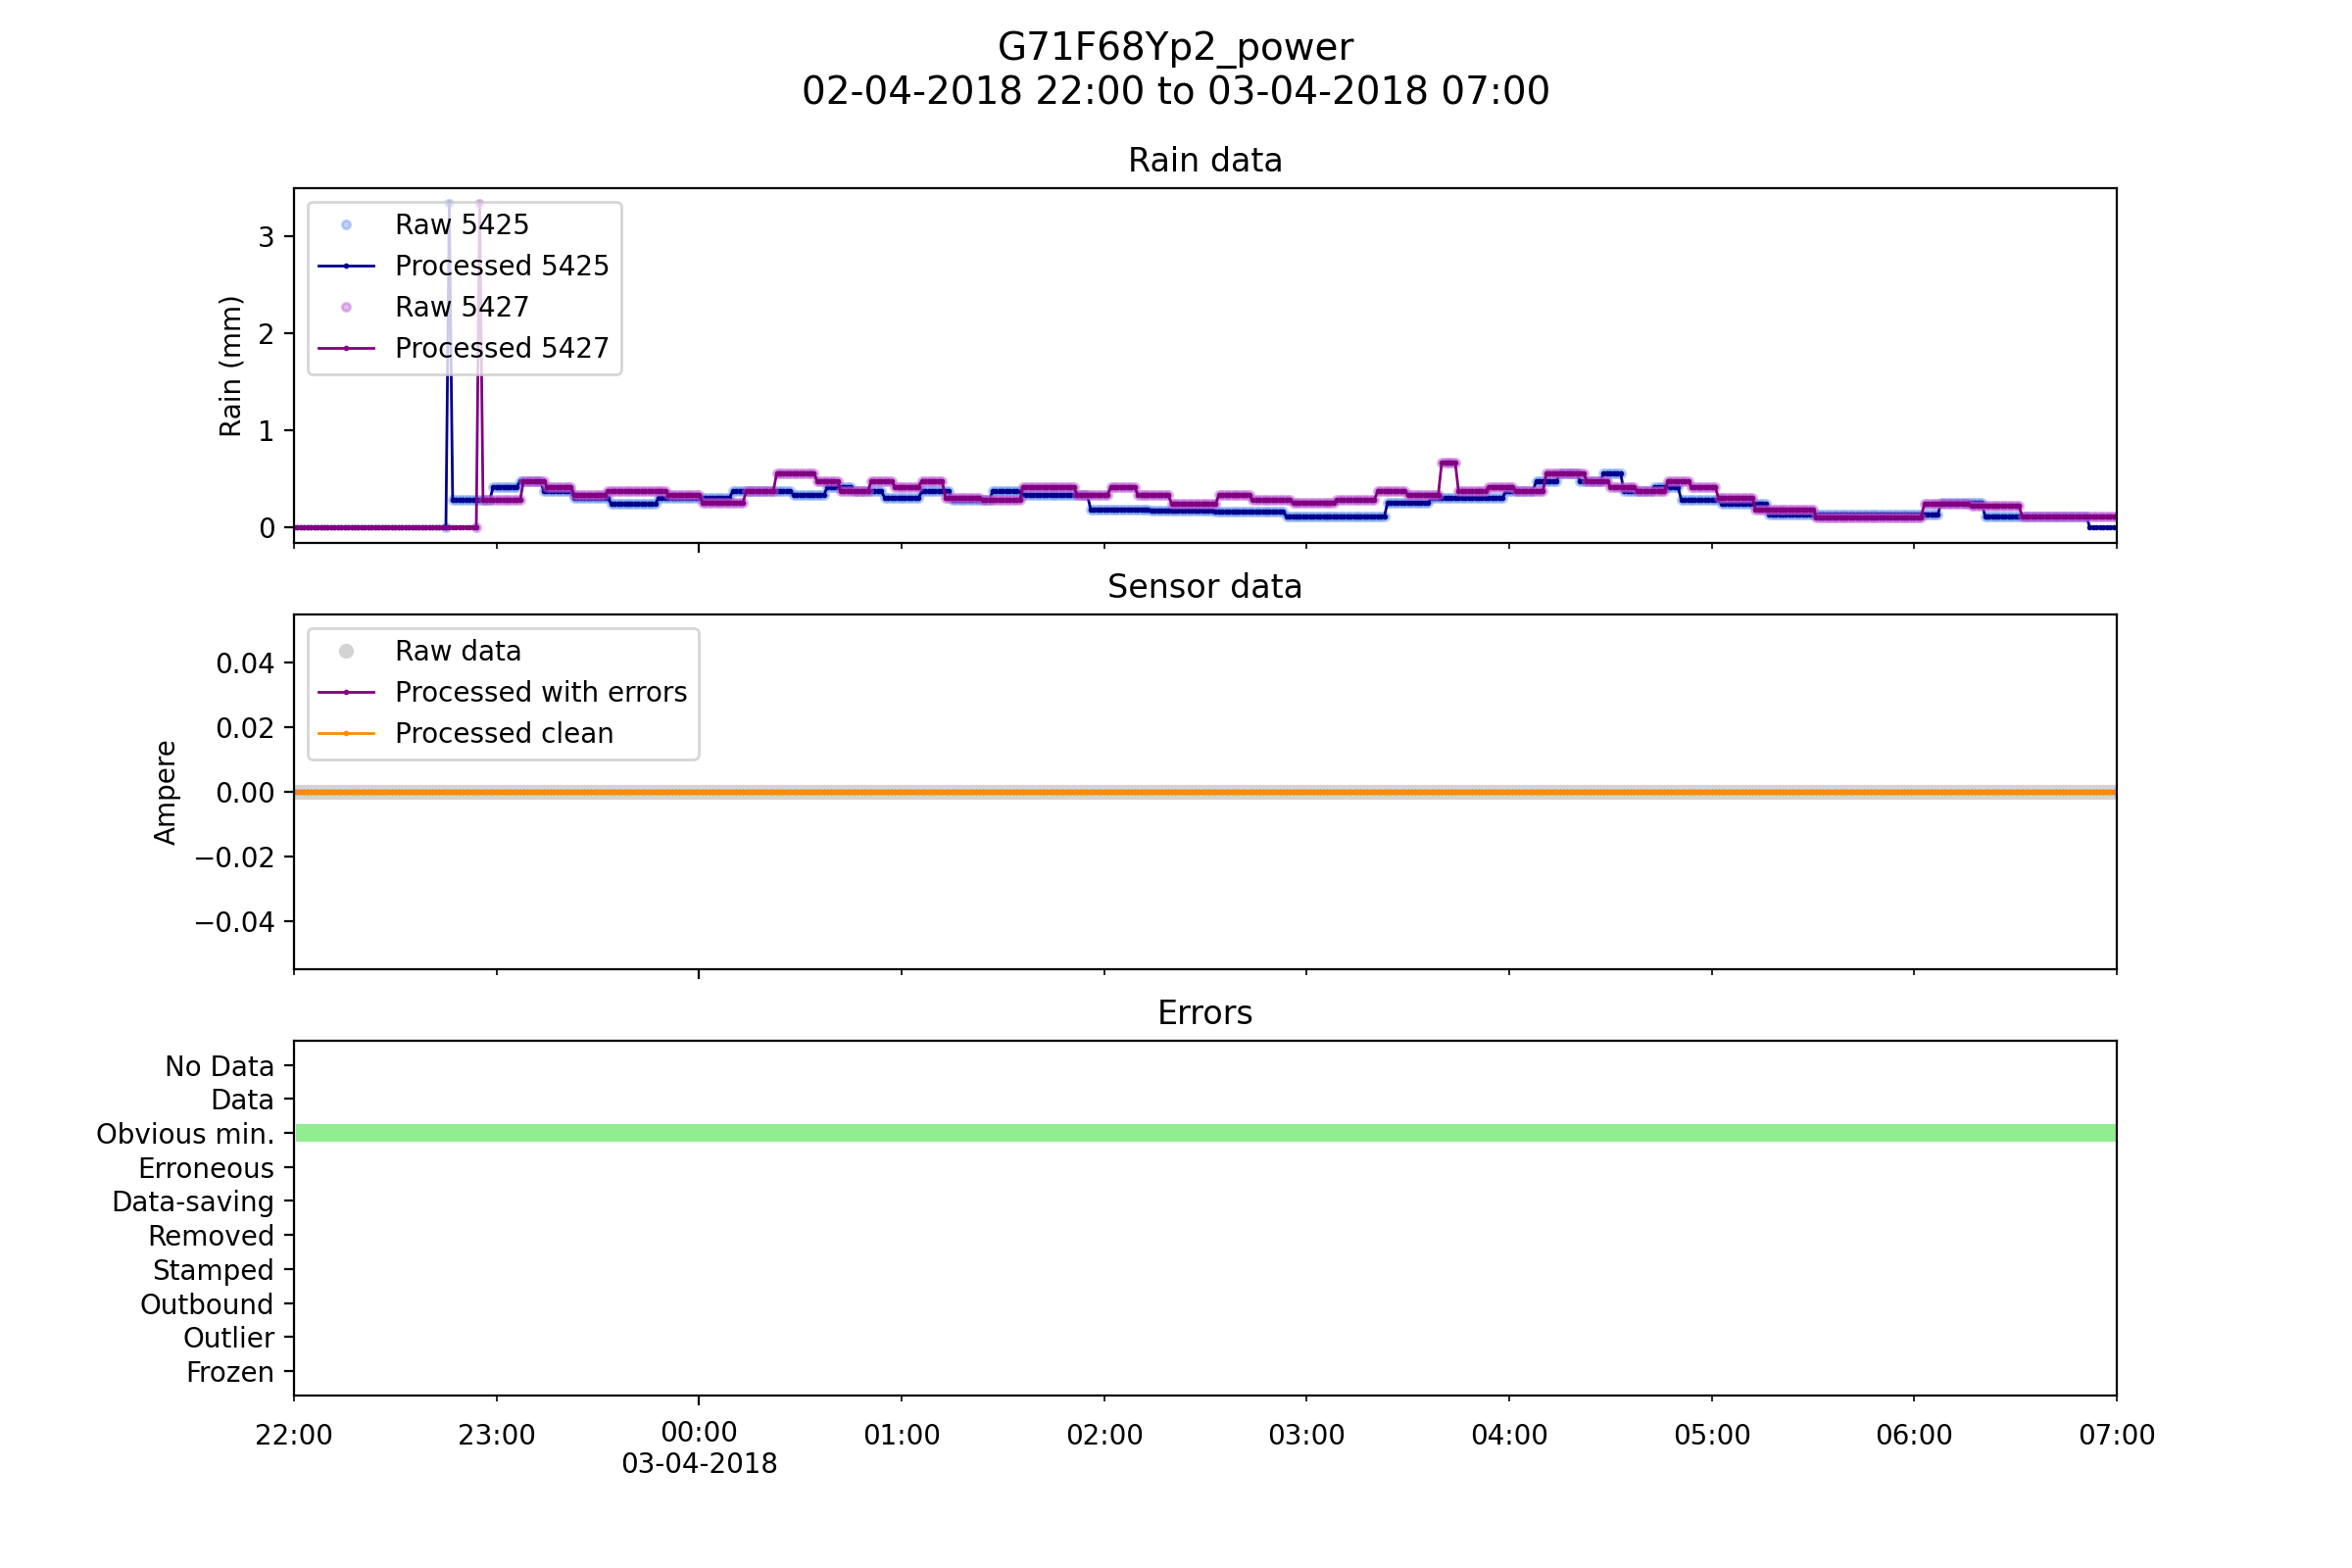 G71F68Yp2_power
02-04-2018 22:00 to 03-04-2018 07:00
Rain data
Rain (mm)
3
2
1
0
Raw 5425
Processed 5425
Raw 5427
Processed 5427
Sensor data
Ampere
0.04
0.02
0.00
−0.02
−0.04
Raw data
Processed with errors
Processed clean
Errors
No Data
Data
Obvious min.
Erroneous
Data-saving
Removed
Stamped
Outbound
Outlier
Frozen
22:00 23:00 00:00 01:00 02:00 03:00 04:00 05:00 06:00 07:00
03-04-2018